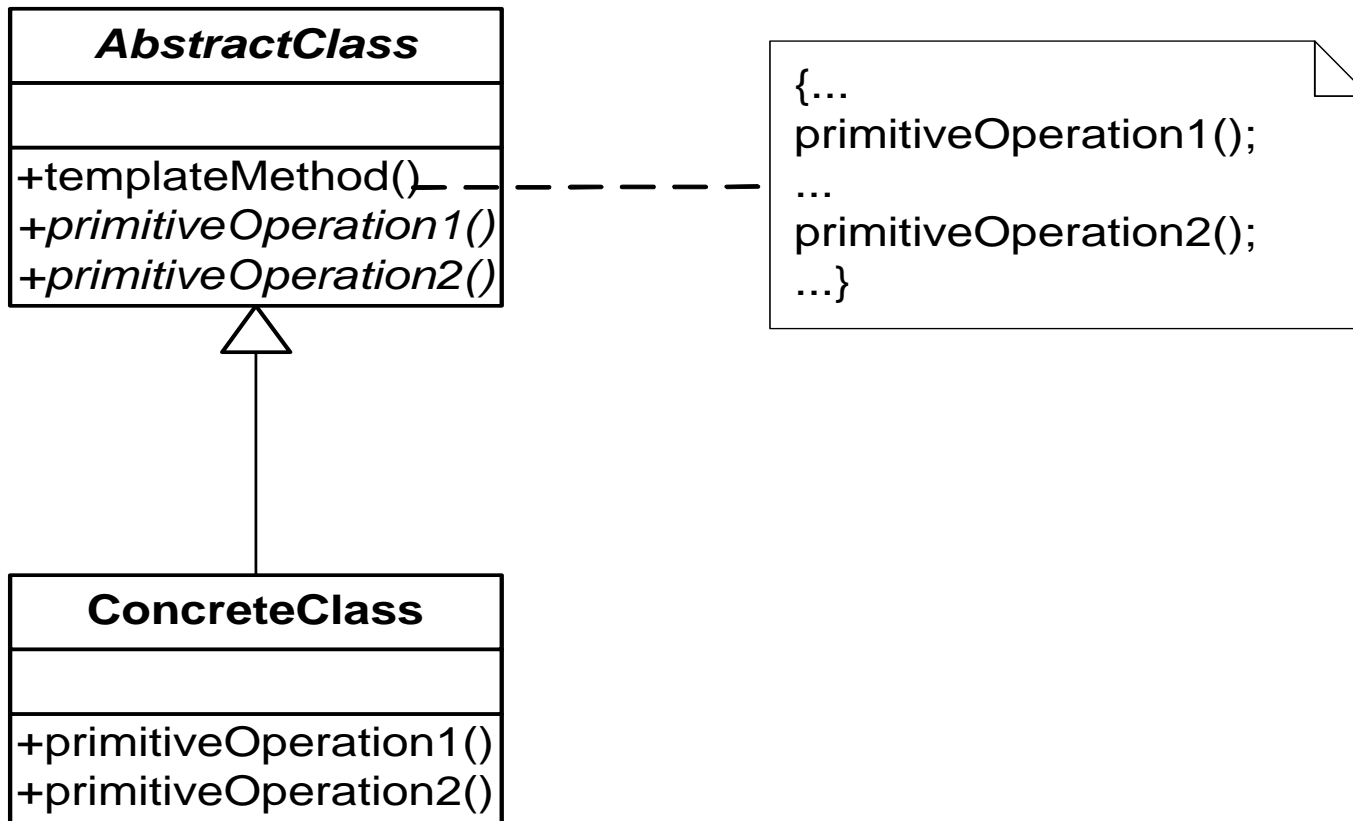 AbstractClass
+templateMethod()
+primitiveOperation1()
+primitiveOperation2()
{...
primitiveOperation1();
...
primitiveOperation2();
...}
ConcreteClass
+primitiveOperation1()
+primitiveOperation2()